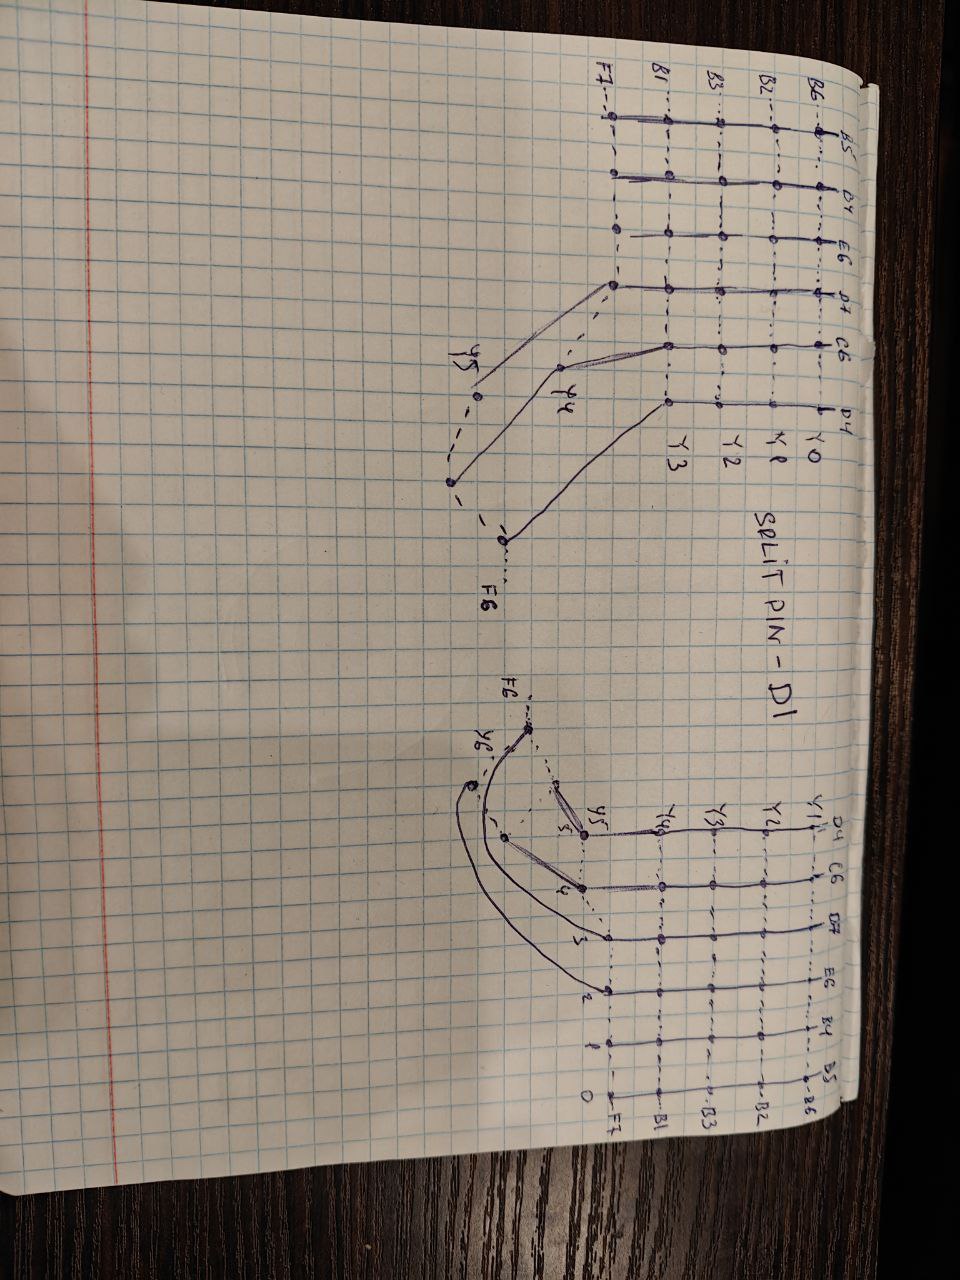 B5 B4 E6 D7 C6 D4
B6 Y0
B2 Y1
B3 Y2
B1 Y3
F7
Y4
Y5
F6
SPLIT PIN - D1
D4 C6 D7 E6 B4 B5
Y1 B6
Y2 B2
Y3 B3
Y4 B1
Y5 F7
5 4 3 2 1 0
F6
Y6